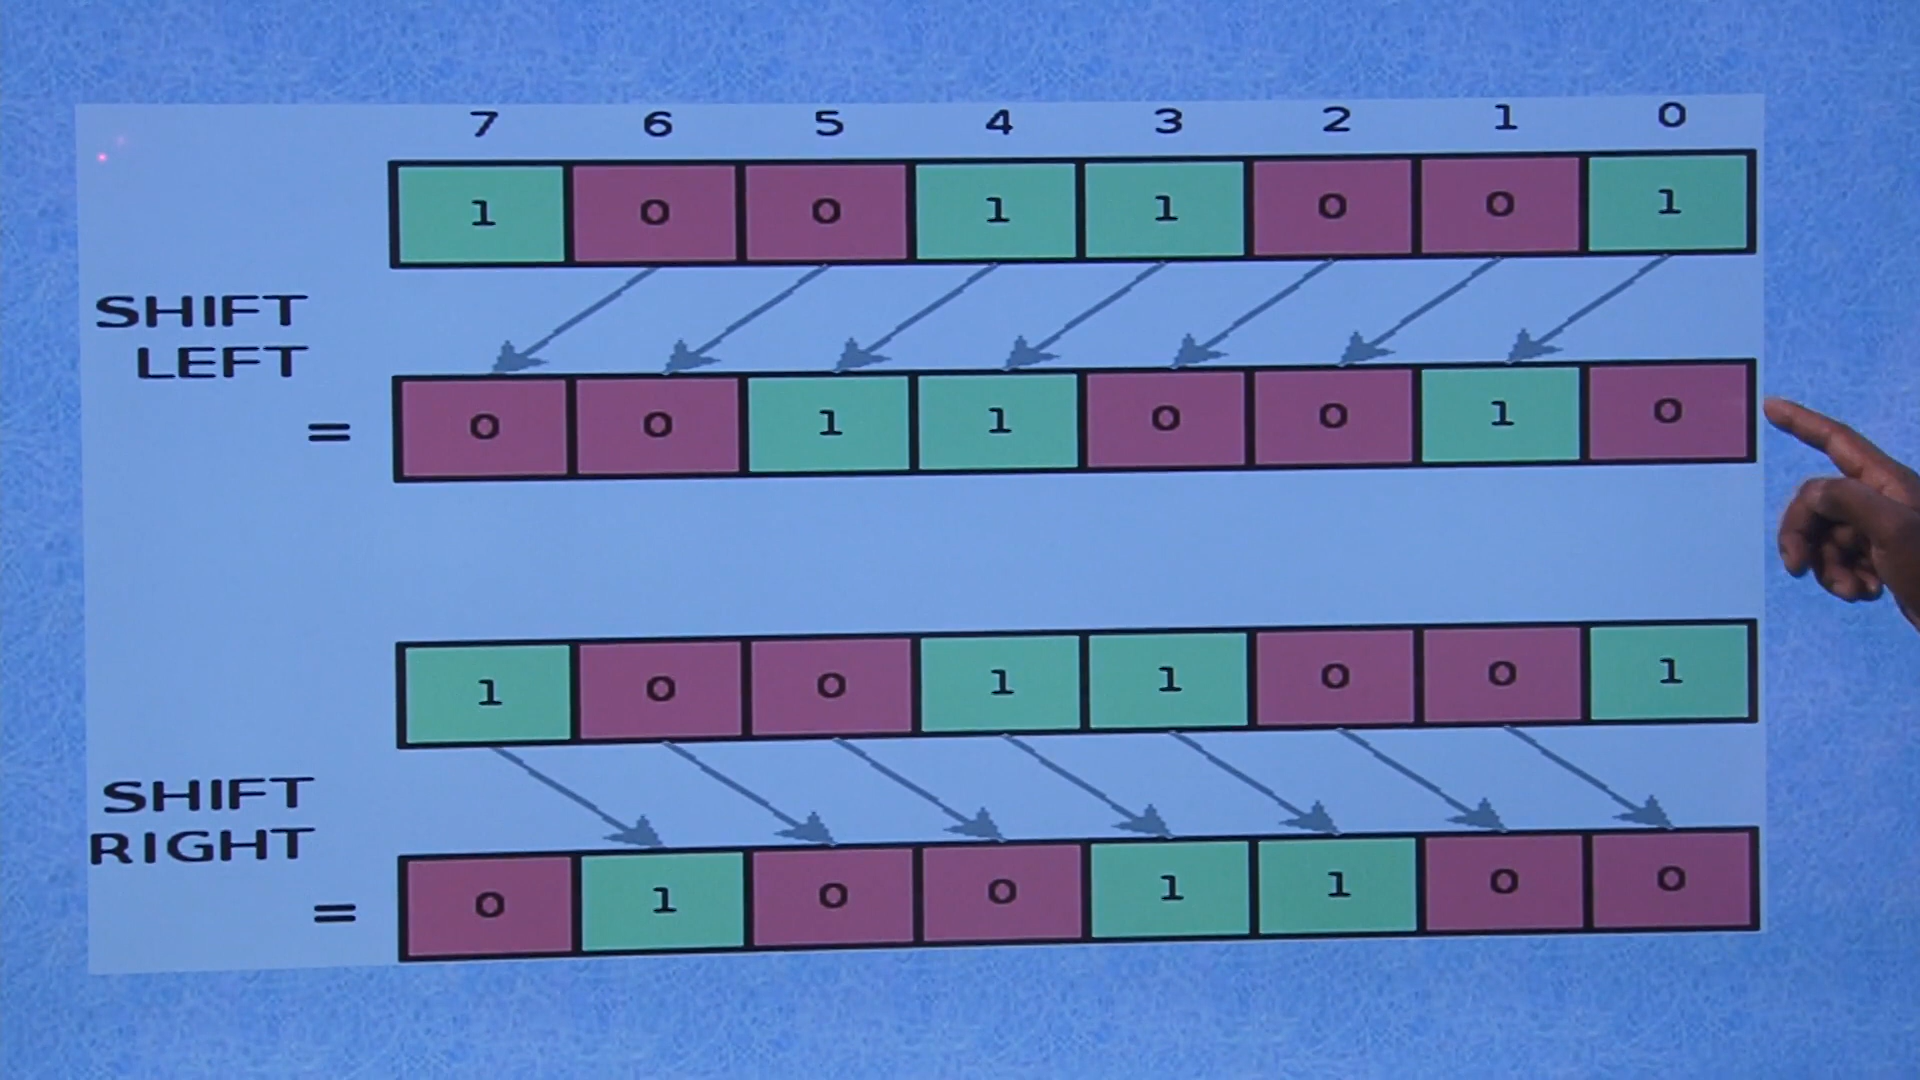 7 6 5 4 3 2 1 0
1 0 0 1 1 0 0 1
SHIFT
LEFT
= 0 0 1 1 0 0 1 0
1 0 0 1 1 0 0 1
SHIFT
RIGHT
= 0 1 0 0 1 1 0 0